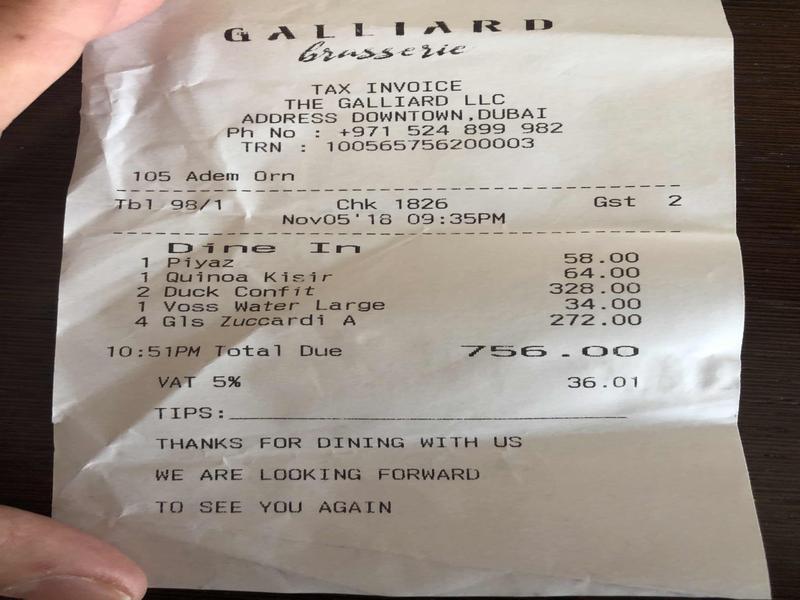 GALLIARD
brasserie
TAX INVOICE
THE GALLIARD LLC
ADDRESS DOWNTOWN,DUBAI
Ph No : +971 524 899 982
TRN : 100565756200003
105 Adem Orn
Tbl 98/1 Chk 1826 Gst 2
Nov05'18 09:35PM
Dine In
1 Piyaz 58.00
1 Quinoa Kisir 64.00
2 Duck Confit 328.00
1 Voss Water Large 34.00
4 Gls Zuccardi A 272.00
10:51PM Total Due 756.00
VAT 5% 36.01
TIPS:
THANKS FOR DINING WITH US
WE ARE LOOKING FORWARD
TO SEE YOU AGAIN